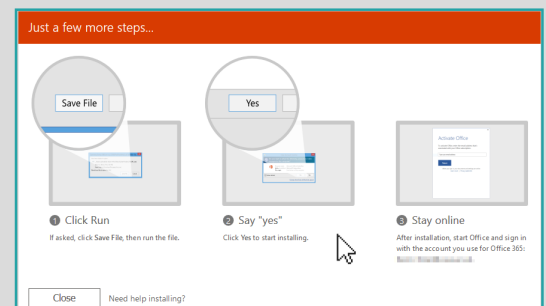 Just a few more steps...
Save File
Yes
Activate Office
1 Click Run
If asked, click Save File, then run the file.
2 Say "yes"
Click Yes to start installing.
3 Stay online
After installation, start Office and sign in
with the account you use for Office 365:
Close
Need help installing?